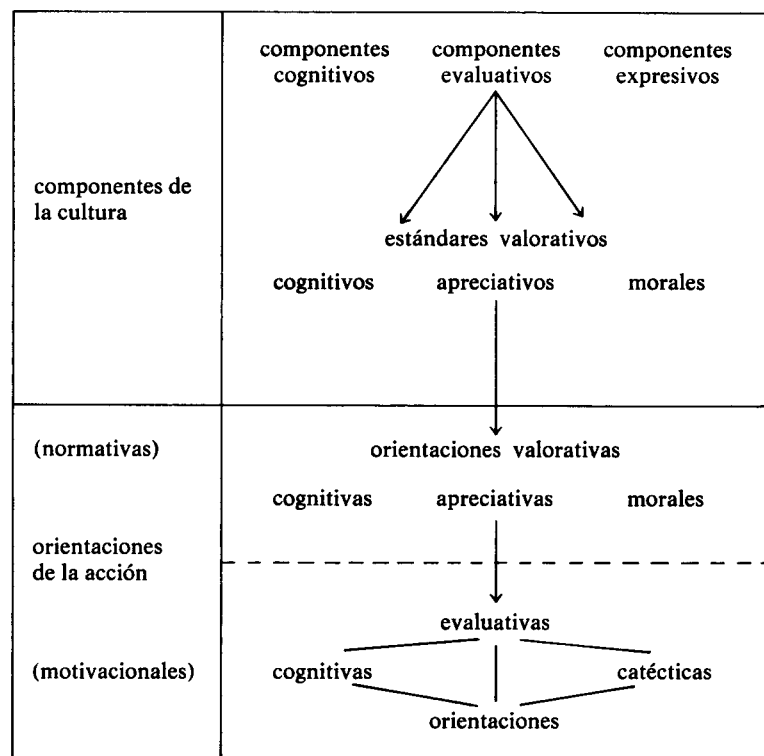 componentes cognitivos
componentes evaluativos
componentes expresivos
componentes de
la cultura
estándares valorativos
cognitivos apreciativos morales
(normativas) orientaciones valorativas
cognitivas apreciativas morales
orientaciones
de la acción
evaluativas
(motivacionales) cognitivas catécticas
orientaciones